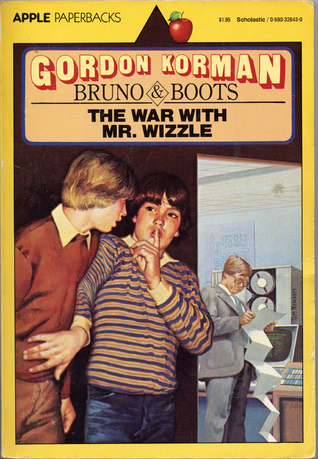 APPLE PAPERBACKS
$1.95 Scholastic / 0-590-32643-0
GORDON KORMAN
BRUNO & BOOTS
THE WAR WITH
MR. WIZZLE